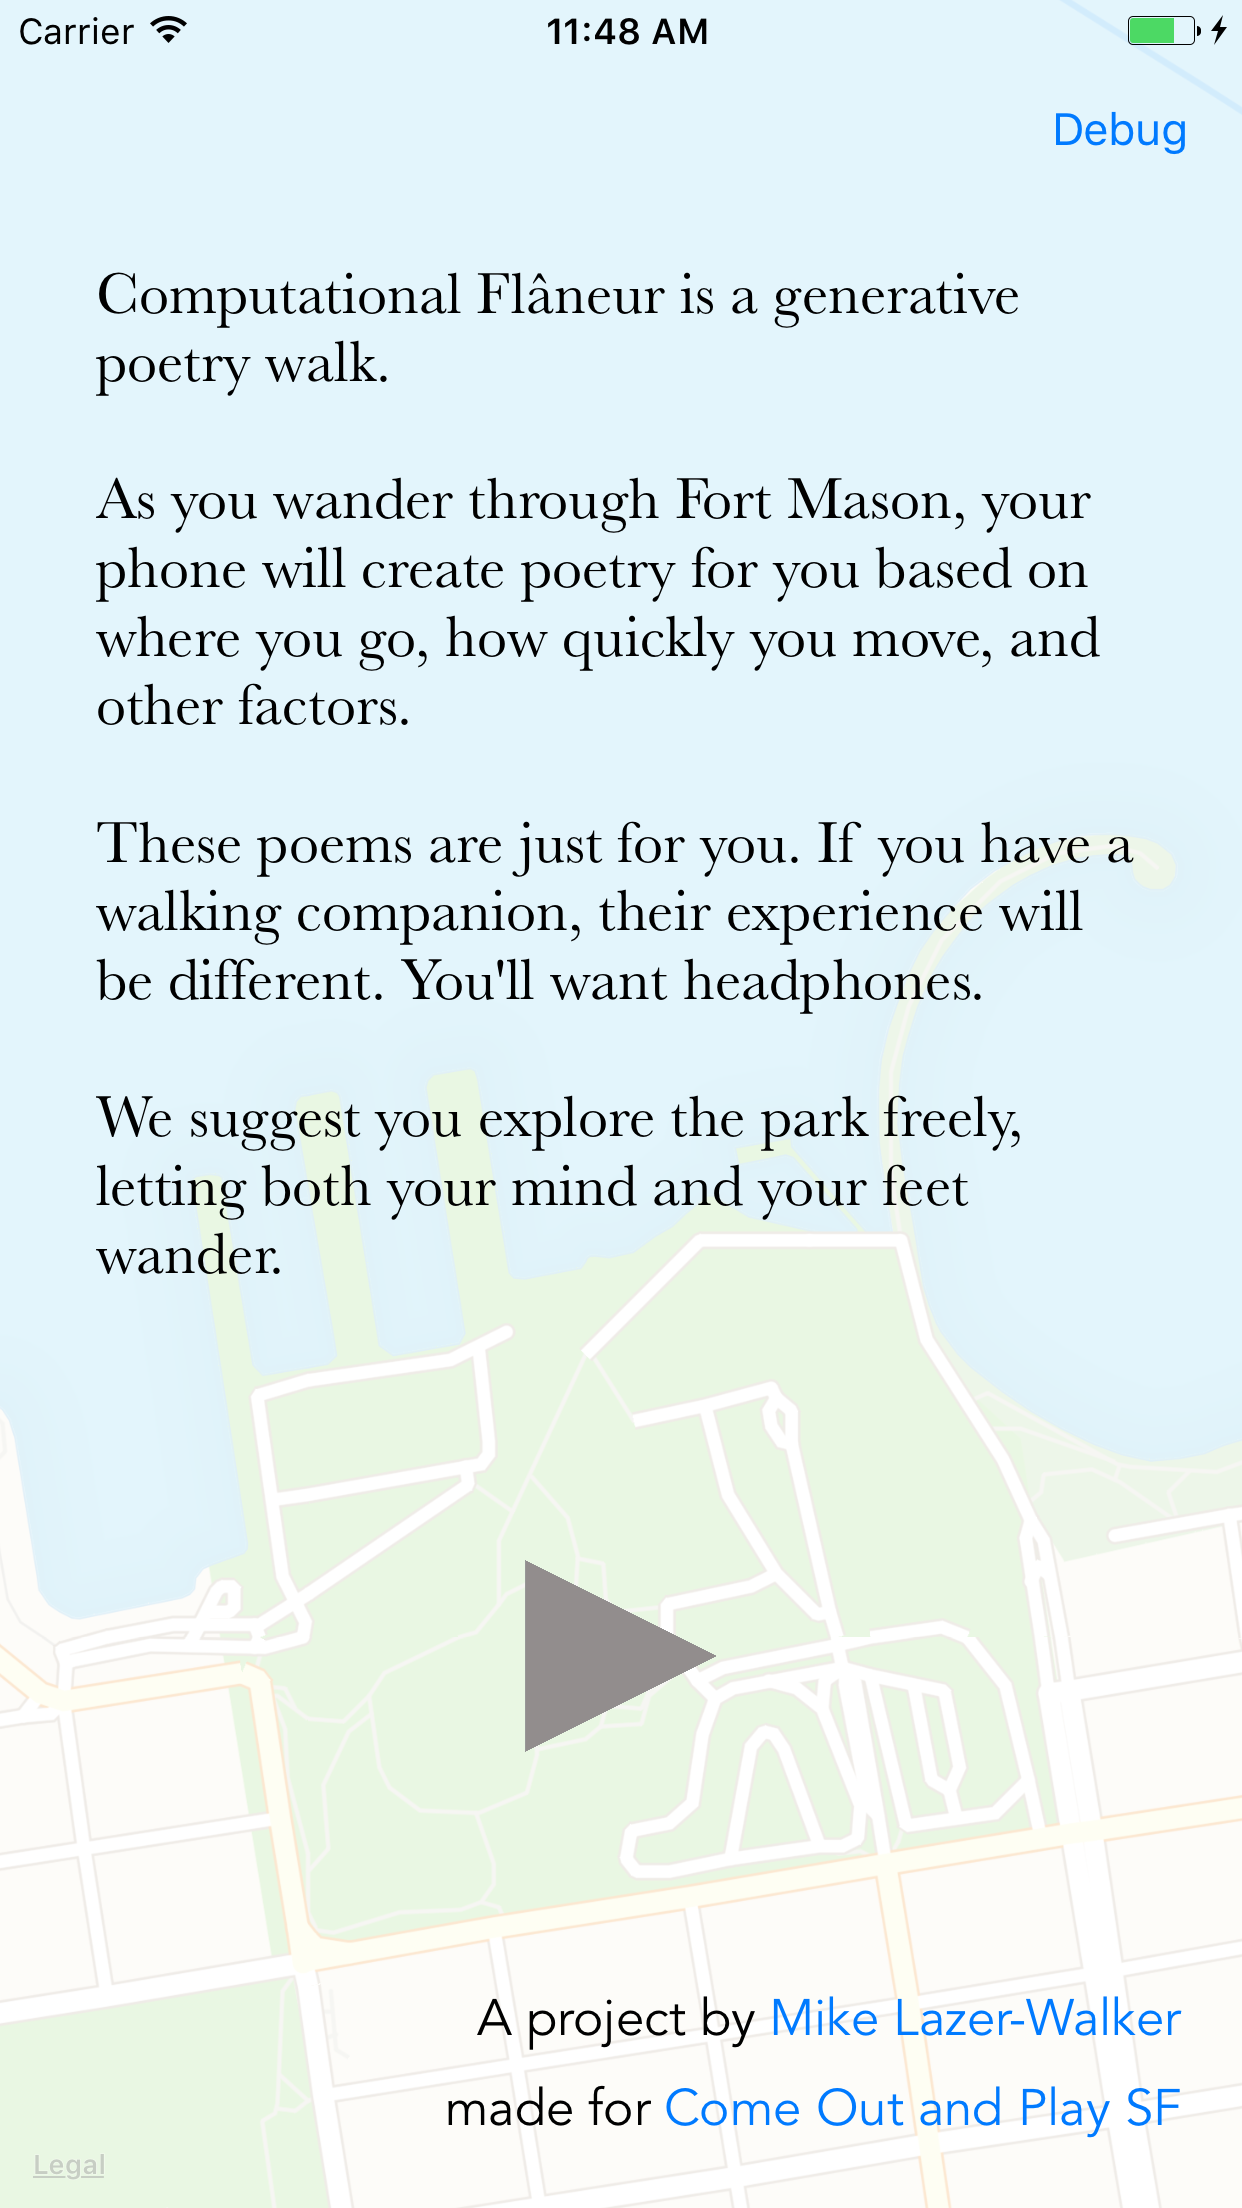 Carrier 11:48 AM
Debug
Computational Flâneur is a generative
poetry walk.
As you wander through Fort Mason, your
phone will create poetry for you based on
where you go, how quickly you move, and
other factors.
These poems are just for you. If you have a
walking companion, their experience will
be different. You'll want headphones.
We suggest you explore the park freely,
letting both your mind and your feet
wander.
A project by Mike Lazer-Walker
made for Come Out and Play SF
Legal